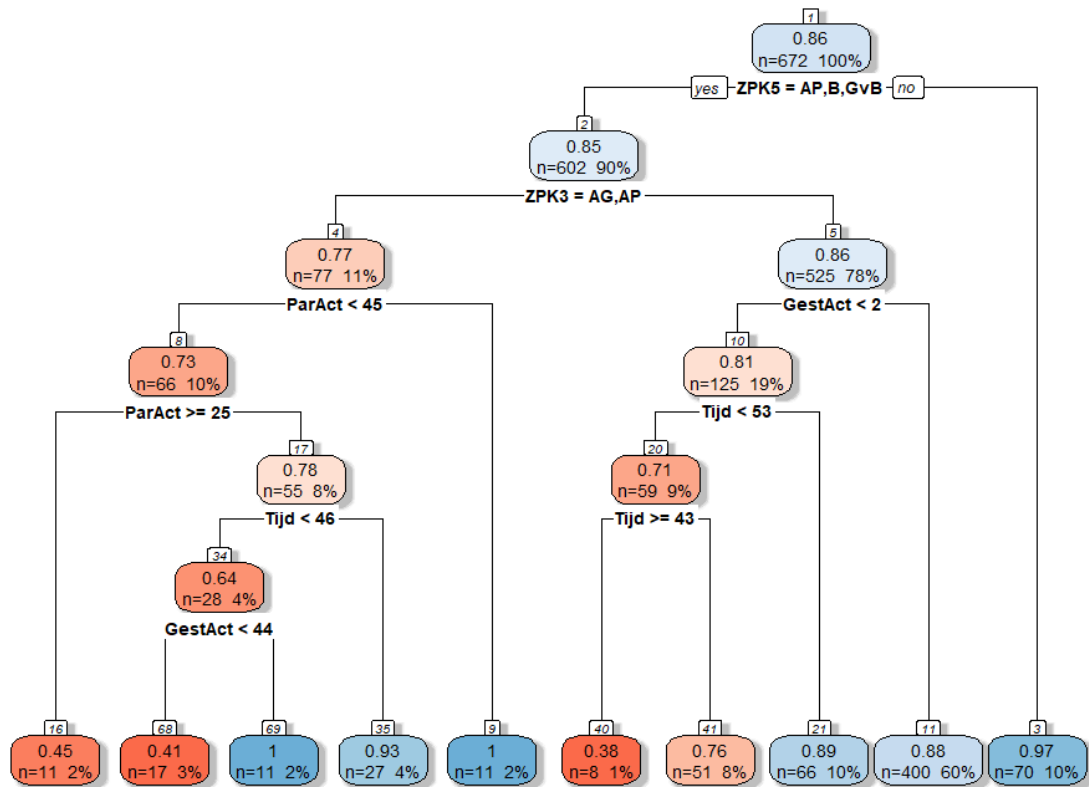 1
0.86
n=672 100%
yes ZPK5 = AP,B,GvB no
2
0.85
n=602 90%
ZPK3 = AG,AP
4
0.77
n=77 11%
5
0.86
n=525 78%
ParAct < 45
GestAct < 2
8
0.73
n=66 10%
10
0.81
n=125 19%
ParAct >= 25
Tijd < 53
17
0.78
n=55 8%
20
0.71
n=59 9%
Tijd < 46
Tijd >= 43
34
0.64
n=28 4%
GestAct < 44
16
0.45
n=11 2%
68
0.41
n=17 3%
69
1
n=11 2%
35
0.93
n=27 4%
9
1
n=11 2%
40
0.38
n=8 1%
41
0.76
n=51 8%
21
0.89
n=66 10%
11
0.88
n=400 60%
3
0.97
n=70 10%